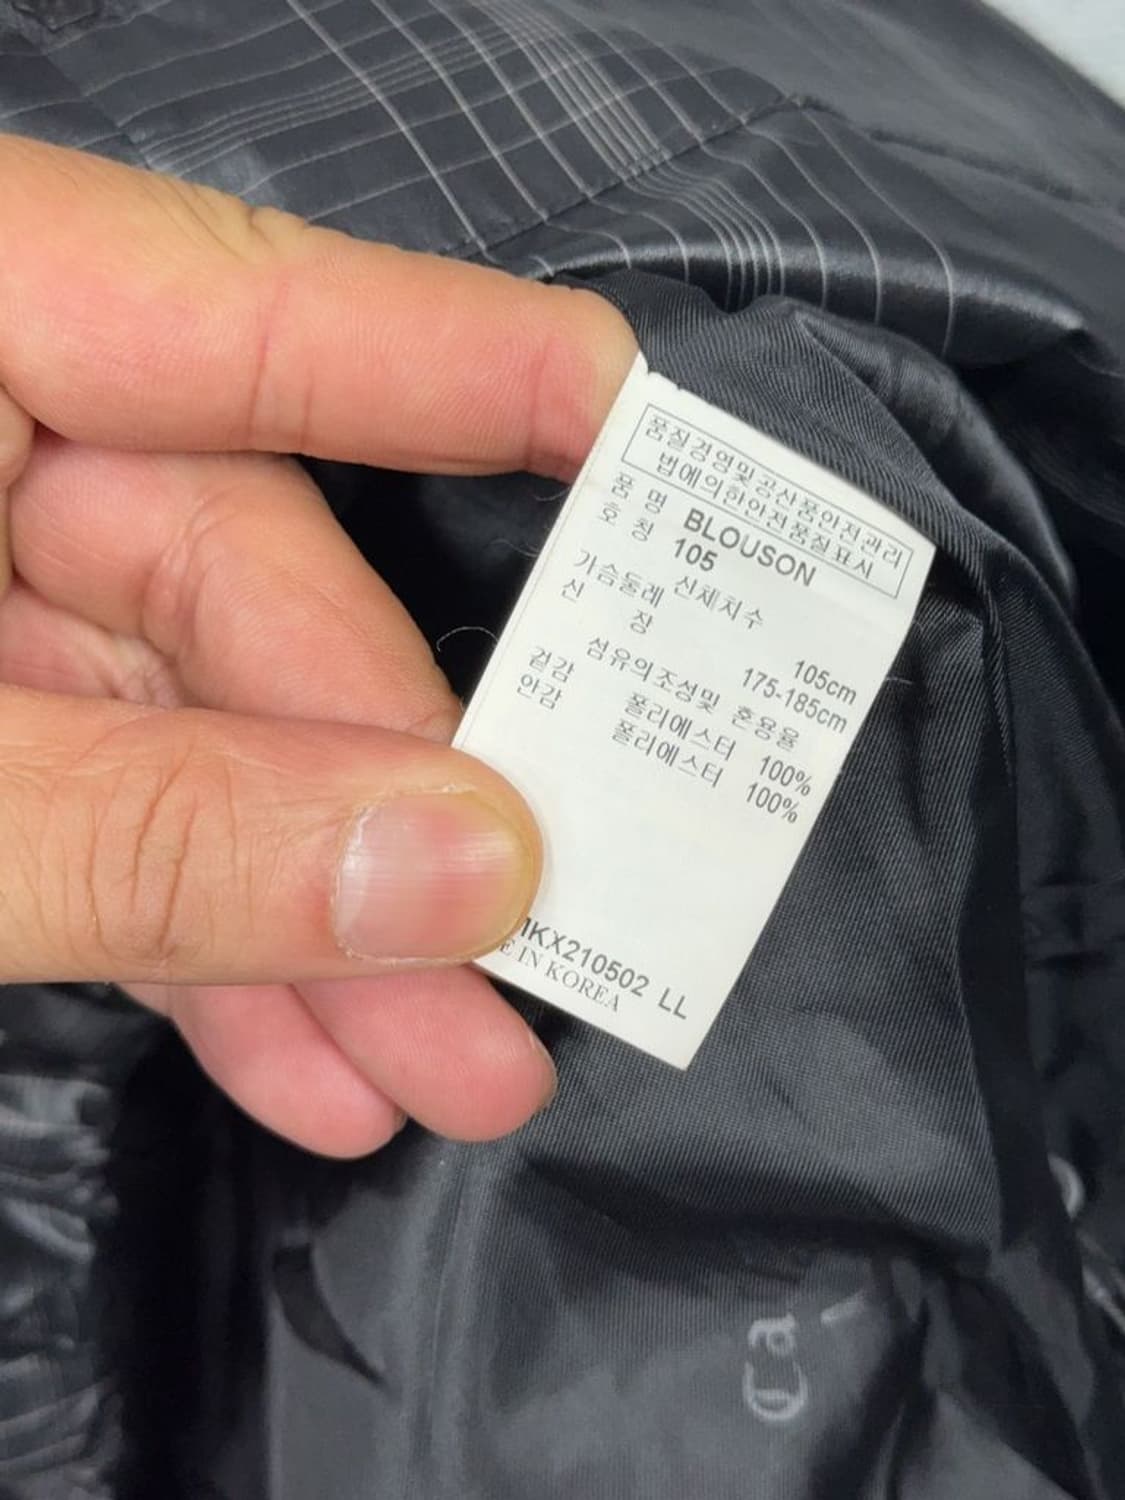 품질경영및공산품안전관리
법에의한안전품질표시
품 명 BLOUSON
호 칭 105
신체치수
가슴둘레 105cm
신 장 175-185cm
섬유의조성및 혼용율
겉감 폴리에스터 100%
안감 폴리에스터 100%
LL
IN KOREA
Ca